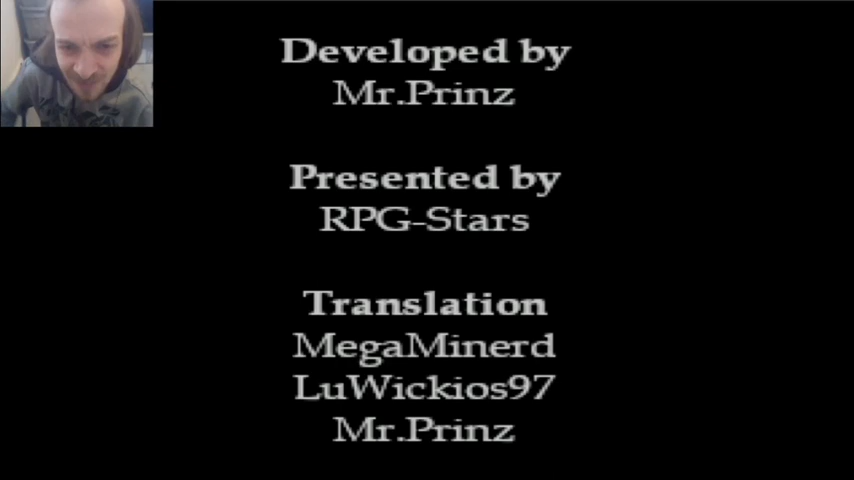 Developed by
Mr.Prinz
Presented by
RPG-Stars
Translation
MegaMinerd
LuWickios97
Mr.Prinz